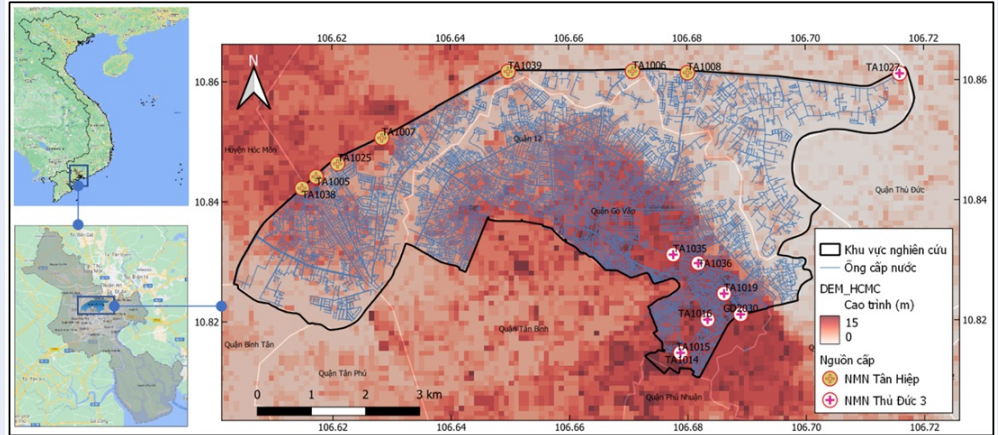 106.62 106.64 106.66 106.68 106.70 106.72
N
TA1039 TA1006 TA1008 TA1027
10.86 10.86
TA1007
Quận 12
Huyện Hóc Môn
TA1025
TA1005
TA1038
Quận Thủ Đức
10.84 10.84
Quận Gò Vấp
TA1035
TA1036
TA1019
GD2030
TA1016
10.82 10.82
Quận Tân Bình
Quận Bình Tân
TA1015
TA1014
Quận Tân Phú
Quận Phú Nhuận
0 1 2 3 km
106.62 106.64 106.66 106.68 106.70 106.72
Khu vực nghiên cứu
Ống cấp nước
DEM_HCMC
Cao trình (m)
15
0
Nguồn cấp
NMN Tân Hiệp
NMN Thủ Đức 3